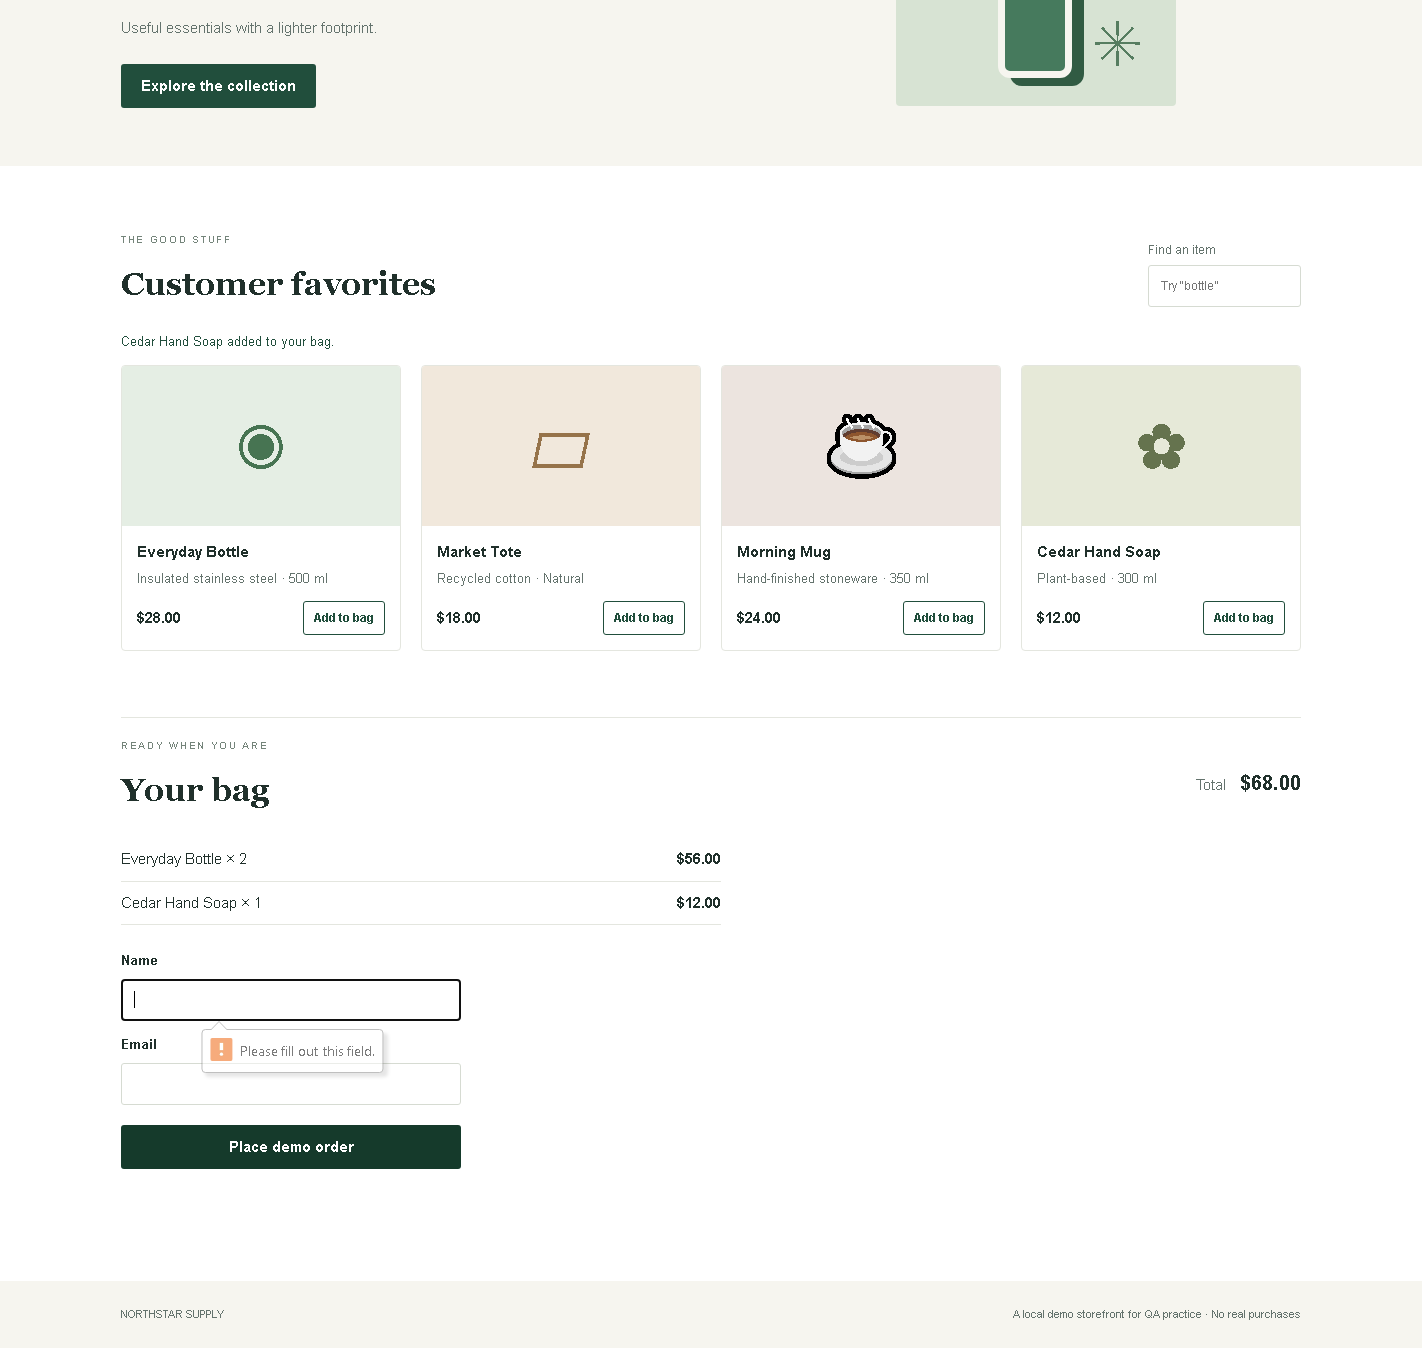 Useful essentials with a lighter footprint.
Explore the collection
THE GOOD STUFF
Customer favorites
Find an item
Try "bottle"
Cedar Hand Soap added to your bag.
Everyday Bottle
Insulated stainless steel · 500 ml
$28.00
Add to bag
Market Tote
Recycled cotton · Natural
$18.00
Add to bag
Morning Mug
Hand-finished stoneware · 350 ml
$24.00
Add to bag
Cedar Hand Soap
Plant-based · 300 ml
$12.00
Add to bag
READY WHEN YOU ARE
Your bag
Total $68.00
Everyday Bottle × 2 $56.00
Cedar Hand Soap × 1 $12.00
Name
Please fill out this field.
Email
Place demo order
NORTHSTAR SUPPLY
A local demo storefront for QA practice · No real purchases